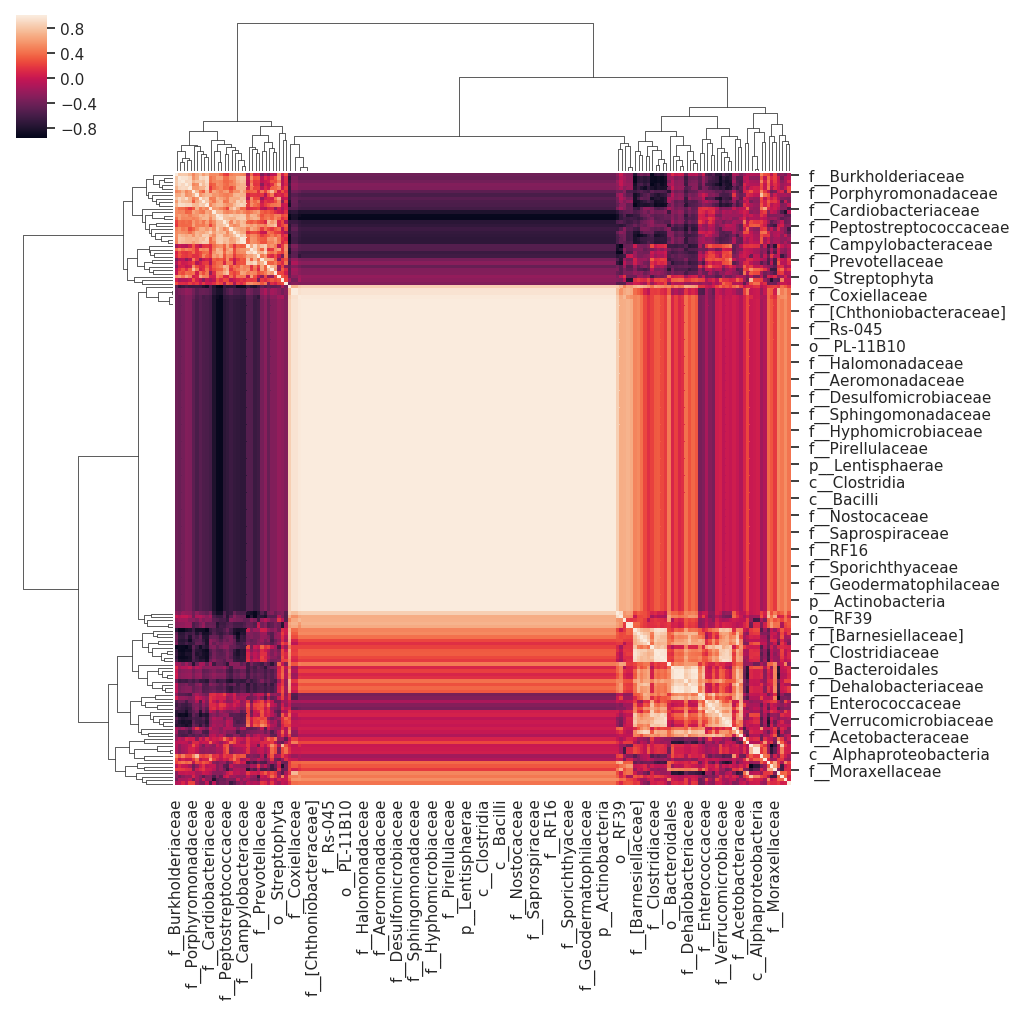 0.8
0.4
0.0
−0.4
−0.8
f__Burkholderiaceae
f__Porphyromonadaceae
f__Cardiobacteriaceae
f__Peptostreptococcaceae
f__Campylobacteraceae
f__Prevotellaceae
o__Streptophyta
f__Coxiellaceae
f__[Chthoniobacteraceae]
f__Rs-045
o__PL-11B10
f__Halomonadaceae
f__Aeromonadaceae
f__Desulfomicrobiaceae
f__Sphingomonadaceae
f__Hyphomicrobiaceae
f__Pirellulaceae
p__Lentisphaerae
c__Clostridia
c__Bacilli
f__Nostocaceae
f__Saprospiraceae
f__RF16
f__Sporichthyaceae
f__Geodermatophilaceae
p__Actinobacteria
o__RF39
f__[Barnesiellaceae]
f__Clostridiaceae
o__Bacteroidales
f__Dehalobacteriaceae
f__Enterococcaceae
f__Verrucomicrobiaceae
f__Acetobacteraceae
c__Alphaproteobacteria
f__Moraxellaceae
f__Burkholderiaceae
f__Porphyromonadaceae
f__Cardiobacteriaceae
f__Peptostreptococcaceae
f__Campylobacteraceae
f__Prevotellaceae
o__Streptophyta
f__Coxiellaceae
f__[Chthoniobacteraceae]
f__Rs-045
o__PL-11B10
f__Halomonadaceae
f__Aeromonadaceae
f__Desulfomicrobiaceae
f__Sphingomonadaceae
f__Hyphomicrobiaceae
f__Pirellulaceae
p__Lentisphaerae
c__Clostridia
c__Bacilli
f__Nostocaceae
f__Saprospiraceae
f__RF16
f__Sporichthyaceae
f__Geodermatophilaceae
p__Actinobacteria
o__RF39
f__[Barnesiellaceae]
f__Clostridiaceae
o__Bacteroidales
f__Dehalobacteriaceae
f__Enterococcaceae
f__Verrucomicrobiaceae
f__Acetobacteraceae
c__Alphaproteobacteria
f__Moraxellaceae